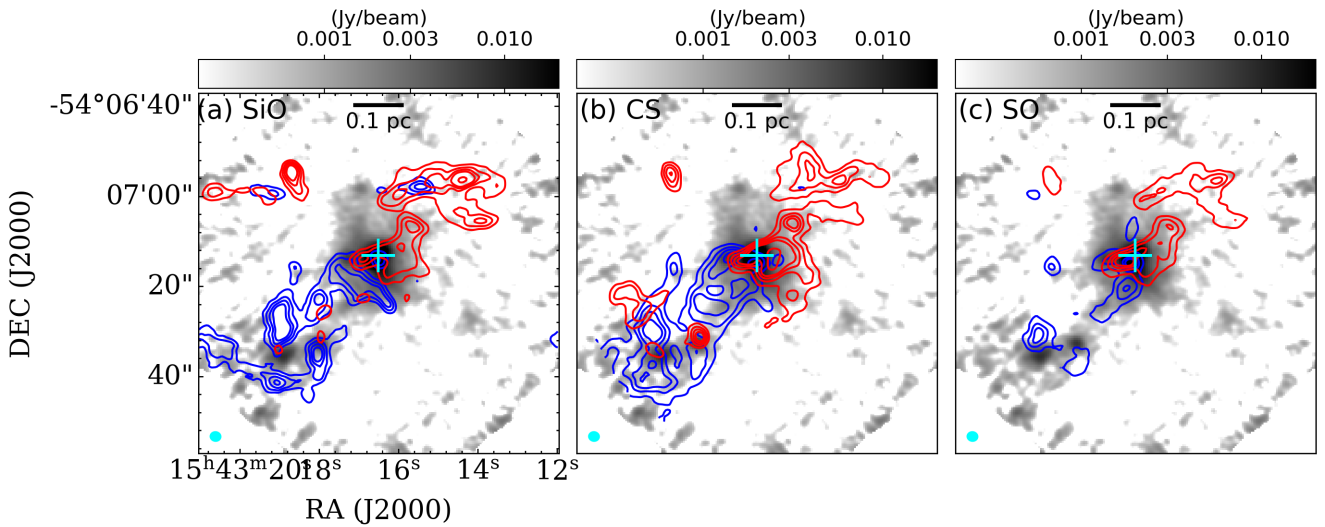 (Jy/beam) (Jy/beam) (Jy/beam)
0.001 0.003 0.010 0.001 0.003 0.010 0.001 0.003 0.010
-54°06'40" (a) SiO 0.1 pc (b) CS 0.1 pc (c) SO 0.1 pc
07'00"
20"
40"
DEC (J2000)
15ʰ43ᵐ20ˢ 18ˢ 16ˢ 14ˢ 12ˢ
RA (J2000)